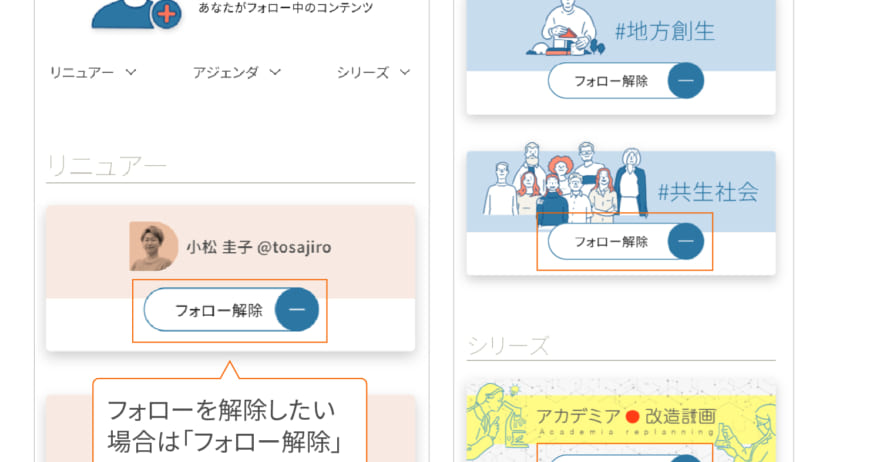 あなたがフォロー中のコンテンツ
リニュアー
アジェンダ
シリーズ
リニュアー
小松 圭子 @tosajiro
フォロー解除
フォローを解除したい
場合は「フォロー解除」
#地方創生
フォロー解除
#共生社会
フォロー解除
シリーズ
アカデミア●改造計画
Academia replanning